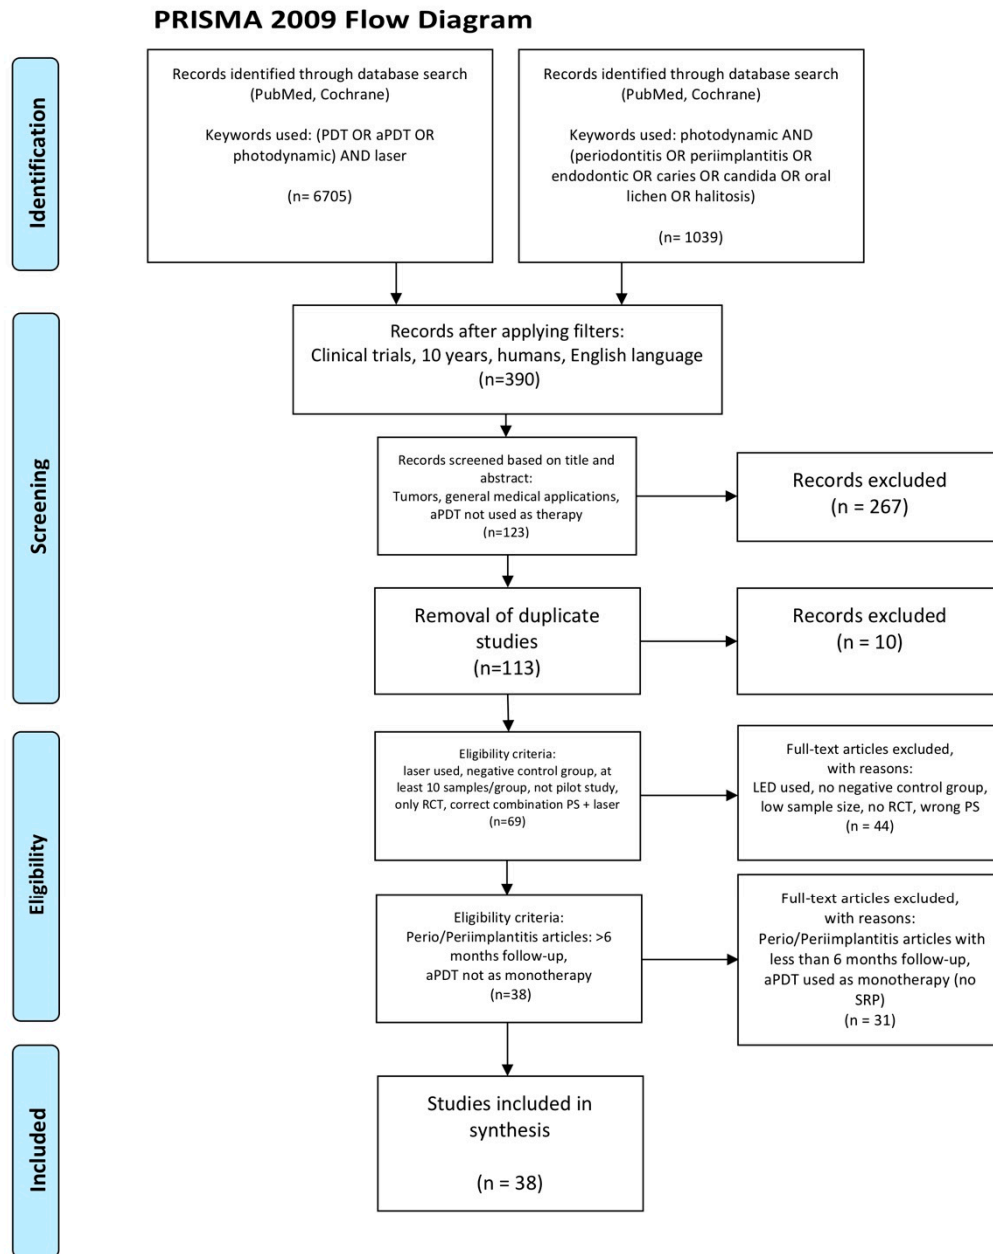 PRISMA 2009 Flow Diagram
Identification
Records identified through database search
(PubMed, Cochrane)
Keywords used: (PDT OR aPDT OR
photodynamic) AND laser
(n= 6705)
Records identified through database search
(PubMed, Cochrane)
Keywords used: photodynamic AND
(periodontitis OR periimplantitis OR
endodontic OR caries OR candida OR oral
lichen OR halitosis)
(n= 1039)
Screening
Records after applying filters:
Clinical trials, 10 years, humans, English language
(n=390)
Records screened based on title and
abstract:
Tumors, general medical applications,
aPDT not used as therapy
(n=123)
Records excluded
(n = 267)
Removal of duplicate
studies
(n=113)
Records excluded
(n = 10)
Eligibility
Eligibility criteria:
laser used, negative control group, at
least 10 samples/group, not pilot study,
only RCT, correct combination PS + laser
(n=69)
Full-text articles excluded,
with reasons:
LED used, no negative control group,
low sample size, no RCT, wrong PS
(n = 44)
Eligibility criteria:
Perio/Periimplantitis articles: >6
months follow-up,
aPDT not as monotherapy
(n=38)
Full-text articles excluded,
with reasons:
Perio/Periimplantitis articles with
less than 6 months follow-up,
aPDT used as monotherapy (no
SRP)
(n = 31)
Included
Studies included in
synthesis
(n = 38)